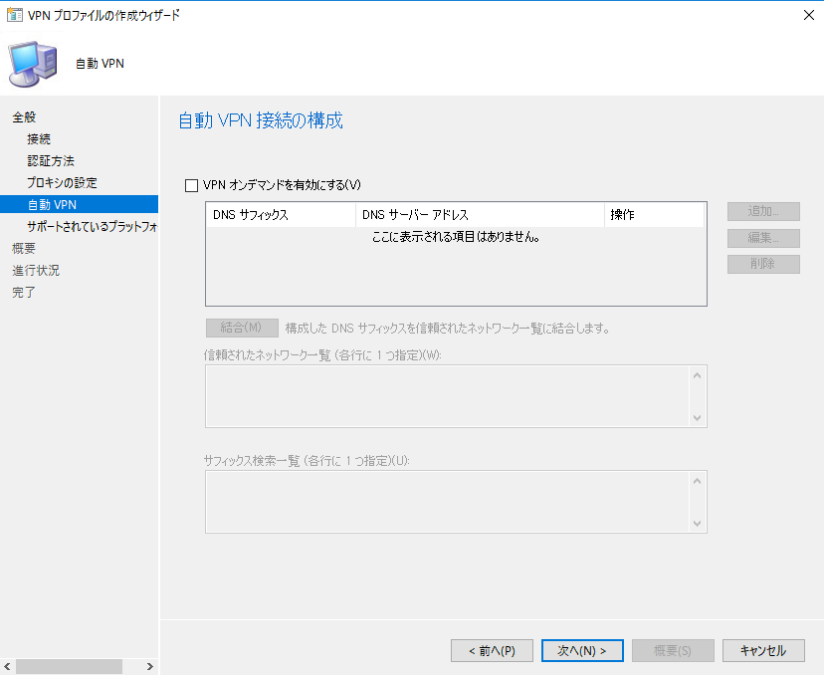 VPN プロファイルの作成ウィザード
自動 VPN
全般
接続
認証方法
プロキシの設定
自動 VPN
サポートされているプラットフォ
概要
進行状況
完了
自動 VPN 接続の構成
VPN オンデマンドを有効にする(V)
DNS サフィックス DNS サーバー アドレス 操作
ここに表示される項目はありません。
追加...
編集...
削除
結合(M) 構成した DNS サフィックスを信頼されたネットワーク一覧に結合します。
信頼されたネットワーク一覧 (各行に 1 つ指定)(W):
サフィックス検索一覧 (各行に 1 つ指定)(U):
< 前へ(P) 次へ(N) > 概要(S) キャンセル